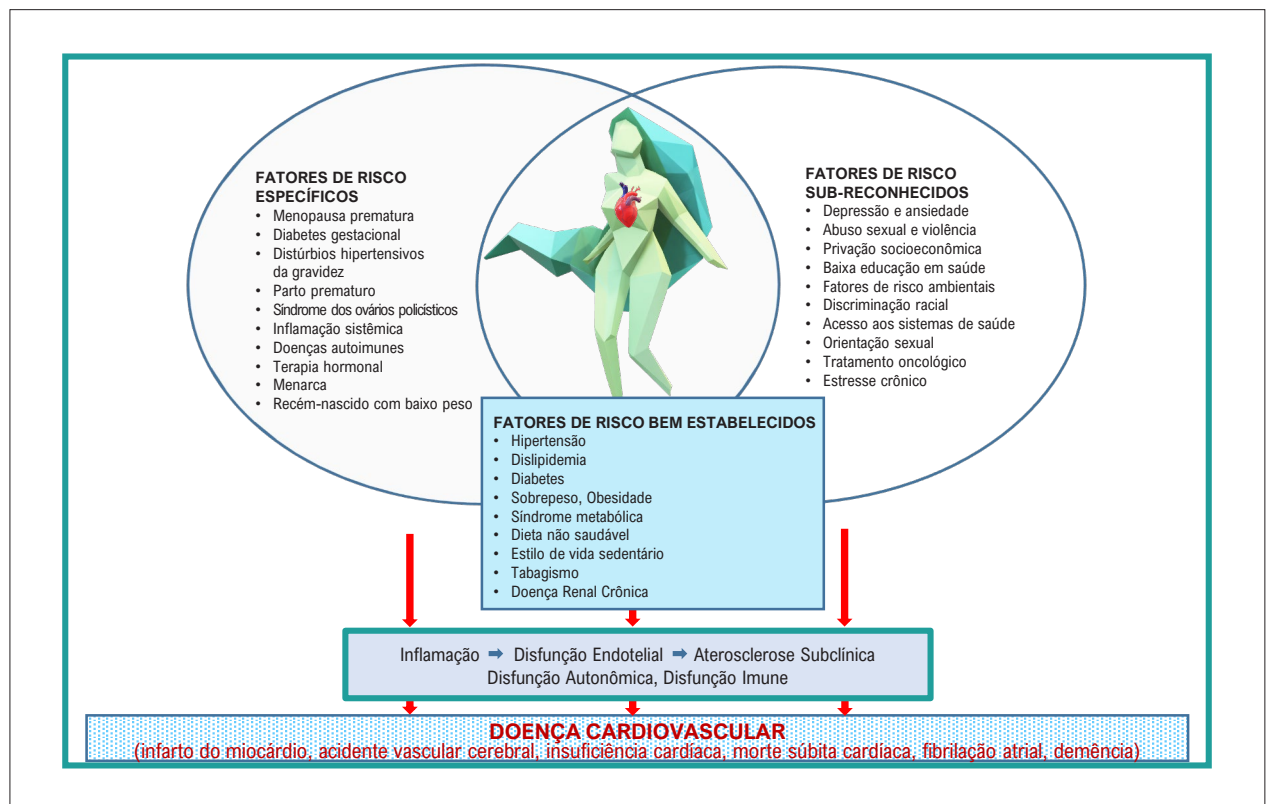 FATORES DE RISCO
ESPECÍFICOS
• Menopausa prematura
• Diabetes gestacional
• Distúrbios hipertensivos
da gravidez
• Parto prematuro
• Síndrome dos ovários policísticos
• Inflamação sistêmica
• Doenças autoimunes
• Terapia hormonal
• Menarca
• Recém-nascido com baixo peso
FATORES DE RISCO
SUB-RECONHECIDOS
• Depressão e ansiedade
• Abuso sexual e violência
• Privação socioeconômica
• Baixa educação em saúde
• Fatores de risco ambientais
• Discriminação racial
• Acesso aos sistemas de saúde
• Orientação sexual
• Tratamento oncológico
• Estresse crônico
FATORES DE RISCO BEM ESTABELECIDOS
• Hipertensão
• Dislipidemia
• Diabetes
• Sobrepeso, Obesidade
• Síndrome metabólica
• Dieta não saudável
• Estilo de vida sedentário
• Tabagismo
• Doença Renal Crônica
Inflamação ➡ Disfunção Endotelial ➡ Aterosclerose Subclínica
Disfunção Autonômica, Disfunção Imune
DOENÇA CARDIOVASCULAR
(infarto do miocárdio, acidente vascular cerebral, insuficiência cardíaca, morte súbita cardíaca, fibrilação atrial, demência)